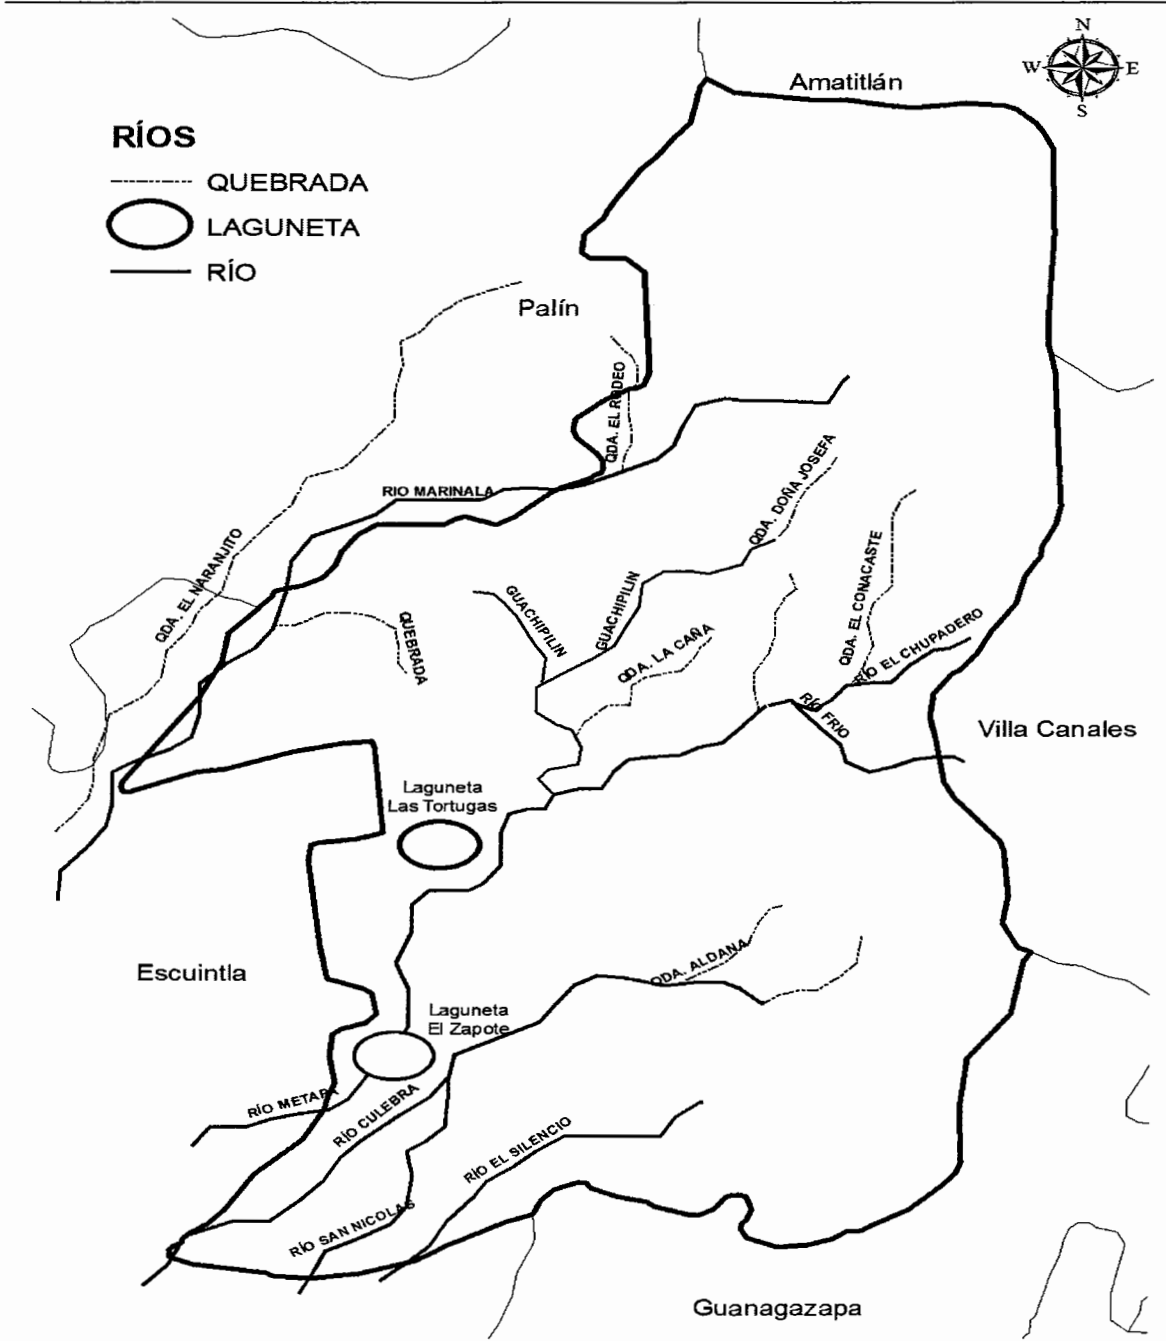 N
W E
S
Amatitlán
RÍOS
QUEBRADA
LAGUNETA
RÍO
Palín
QDA. EL RODEO
QDA. DOÑA JOSEFA
RIO MARINALA
QDA. EL NARANJITO
QDA. EL CONACASTE
GUACHIPILIN
GUACHIPILIN
QUEBRADA
QDA. LA CAÑA
RÍO EL CHUPADERO
RÍO FRIO
Villa Canales
Laguneta
Las Tortugas
QDA. ALDANA
Escuintla
Laguneta
El Zapote
RÍO METAPA
RÍO CULEBRA
RÍO EL SILENCIO
RÍO SAN NICOLAS
Guanagazapa